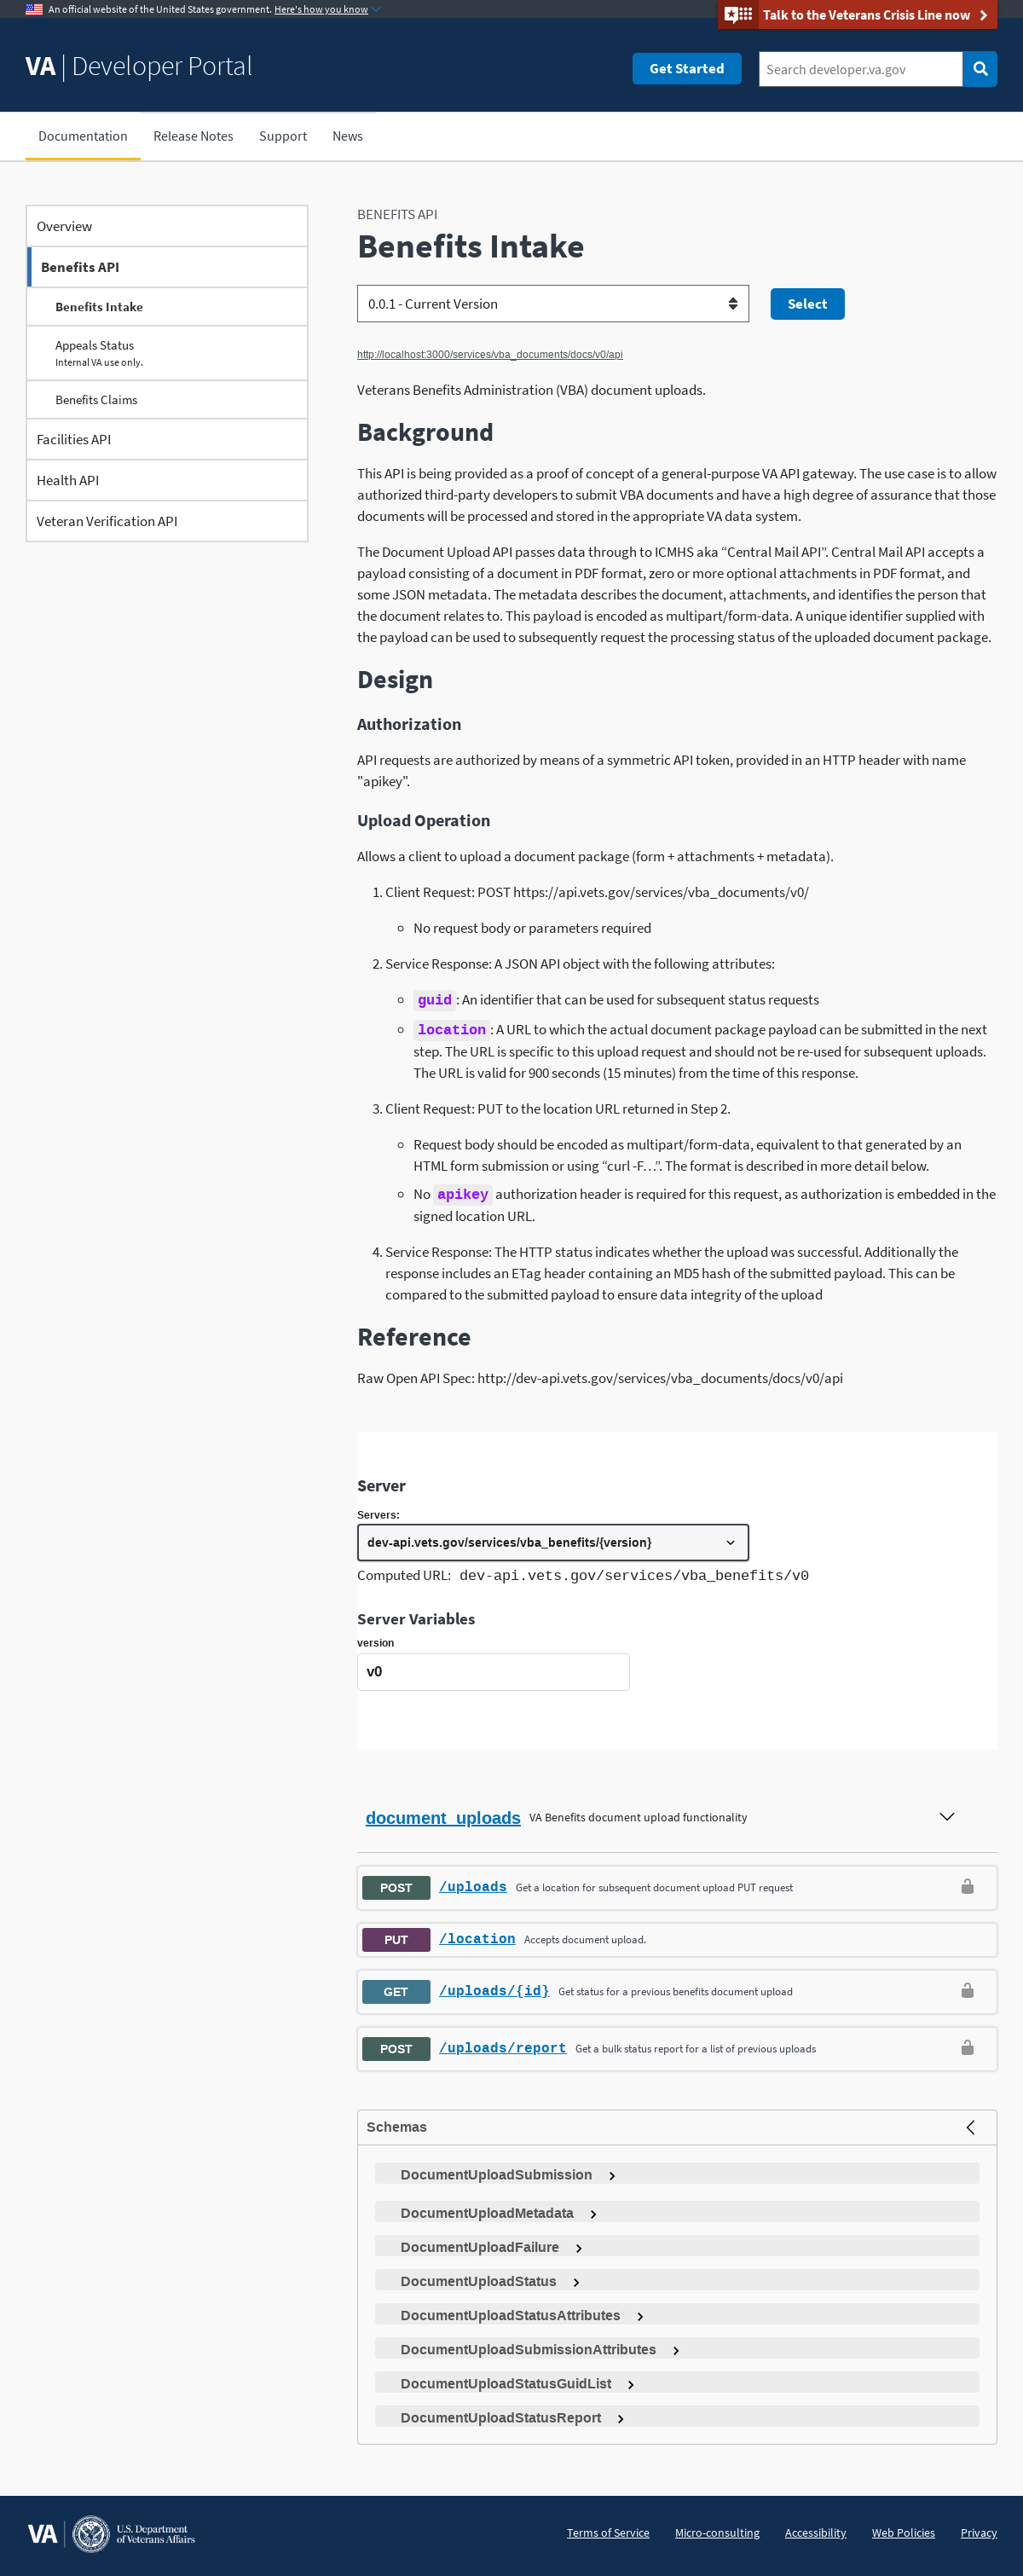 An official website of the United States government. Here's how you know
Talk to the Veterans Crisis Line now
VA | Developer Portal
Get Started
Search developer.va.gov
Documentation
Release Notes
Support
News
Overview
Benefits API
Benefits Intake
Appeals Status
Internal VA use only.
Benefits Claims
Facilities API
Health API
Veteran Verification API
BENEFITS API
Benefits Intake
0.0.1 - Current Version
Select
http://localhost:3000/services/vba_documents/docs/v0/api
Veterans Benefits Administration (VBA) document uploads.
Background
This API is being provided as a proof of concept of a general-purpose VA API gateway. The use case is to allow
authorized third-party developers to submit VBA documents and have a high degree of assurance that those
documents will be processed and stored in the appropriate VA data system.
The Document Upload API passes data through to ICMHS aka “Central Mail API”. Central Mail API accepts a
payload consisting of a document in PDF format, zero or more optional attachments in PDF format, and
some JSON metadata. The metadata describes the document, attachments, and identifies the person that
the document relates to. This payload is encoded as multipart/form-data. A unique identifier supplied with
the payload can be used to subsequently request the processing status of the uploaded document package.
Design
Authorization
API requests are authorized by means of a symmetric API token, provided in an HTTP header with name
"apikey".
Upload Operation
Allows a client to upload a document package (form + attachments + metadata).
1. Client Request: POST https://api.vets.gov/services/vba_documents/v0/
No request body or parameters required
2. Service Response: A JSON API object with the following attributes:
guid : An identifier that can be used for subsequent status requests
location : A URL to which the actual document package payload can be submitted in the next
step. The URL is specific to this upload request and should not be re-used for subsequent uploads.
The URL is valid for 900 seconds (15 minutes) from the time of this response.
3. Client Request: PUT to the location URL returned in Step 2.
Request body should be encoded as multipart/form-data, equivalent to that generated by an
HTML form submission or using “curl -F…”. The format is described in more detail below.
No apikey authorization header is required for this request, as authorization is embedded in the
signed location URL.
4. Service Response: The HTTP status indicates whether the upload was successful. Additionally the
response includes an ETag header containing an MD5 hash of the submitted payload. This can be
compared to the submitted payload to ensure data integrity of the upload
Reference
Raw Open API Spec: http://dev-api.vets.gov/services/vba_documents/docs/v0/api
Server
Servers:
dev-api.vets.gov/services/vba_benefits/{version}
Computed URL: dev-api.vets.gov/services/vba_benefits/v0
Server Variables
version
v0
document_uploads VA Benefits document upload functionality
POST /uploads Get a location for subsequent document upload PUT request
PUT /location Accepts document upload.
GET /uploads/{id} Get status for a previous benefits document upload
POST /uploads/report Get a bulk status report for a list of previous uploads
Schemas
DocumentUploadSubmission
DocumentUploadMetadata
DocumentUploadFailure
DocumentUploadStatus
DocumentUploadStatusAttributes
DocumentUploadSubmissionAttributes
DocumentUploadStatusGuidList
DocumentUploadStatusReport
VA
U.S. Department
of Veterans Affairs
Terms of Service
Micro-consulting
Accessibility
Web Policies
Privacy